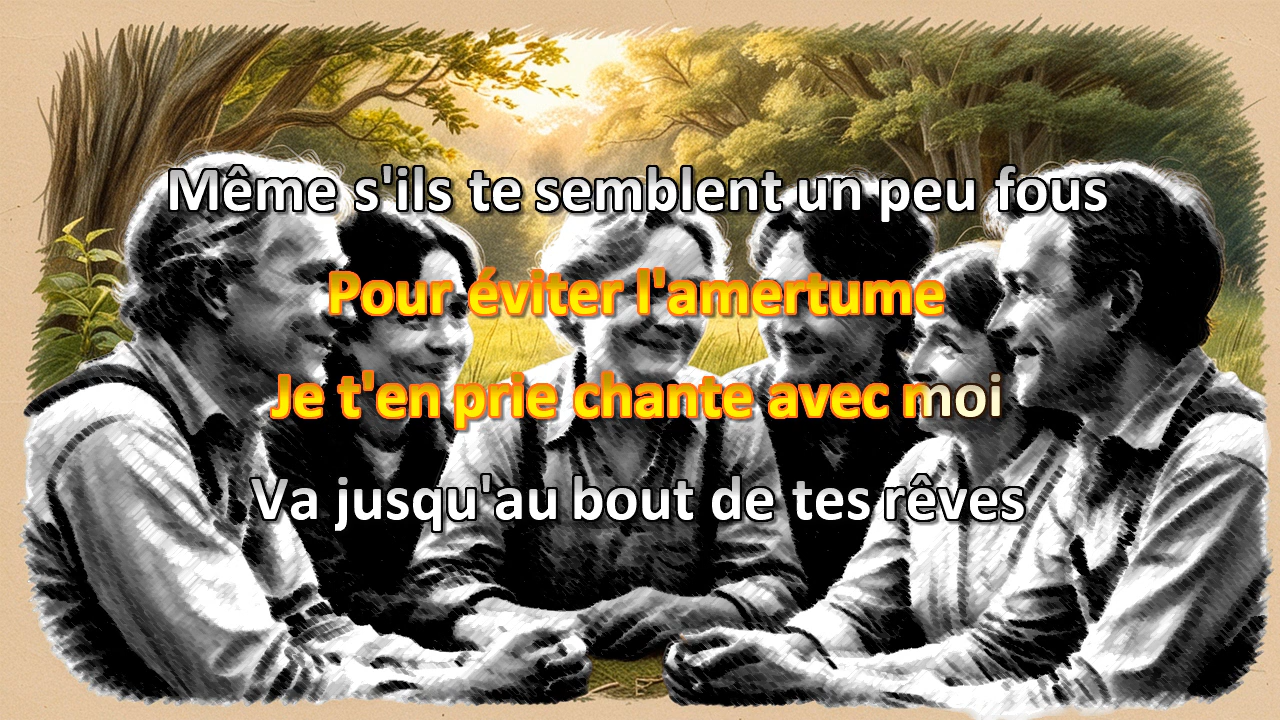 Même s'ils te semblent un peu fous
Pour éviter l'amertume
Je t'en prie chante avec moi
Va jusqu'au bout de tes rêves